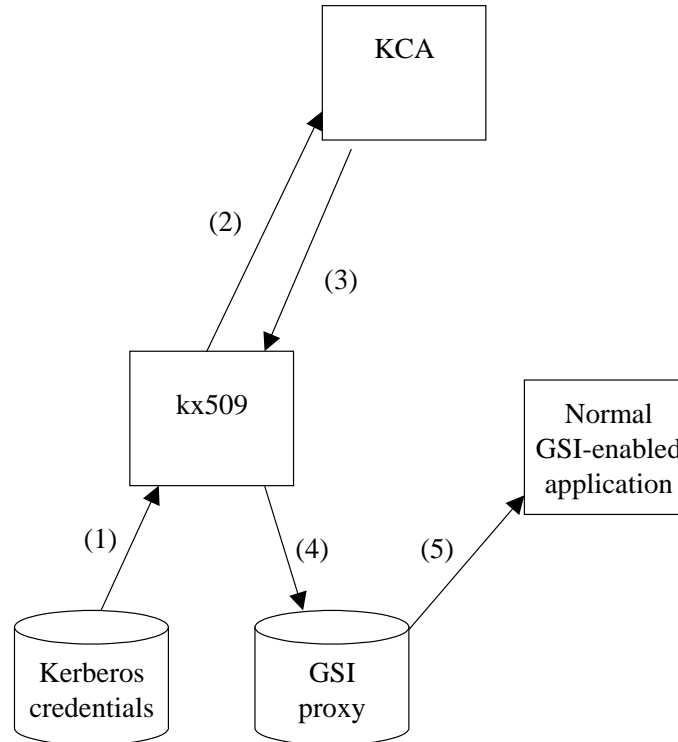 KCA
(2)
(3)
kx509
Normal
GSI-enabled
application
(1)
(4)
(5)
Kerberos
credentials
GSI
proxy